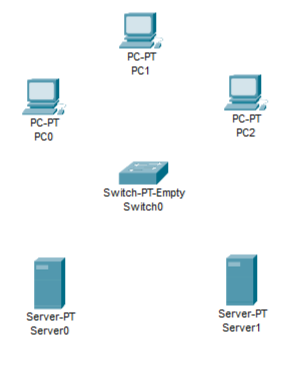 PC-PT
PC1
PC-PT
PC0
PC-PT
PC2
Switch-PT-Empty
Switch0
Server-PT
Server0
Server-PT
Server1